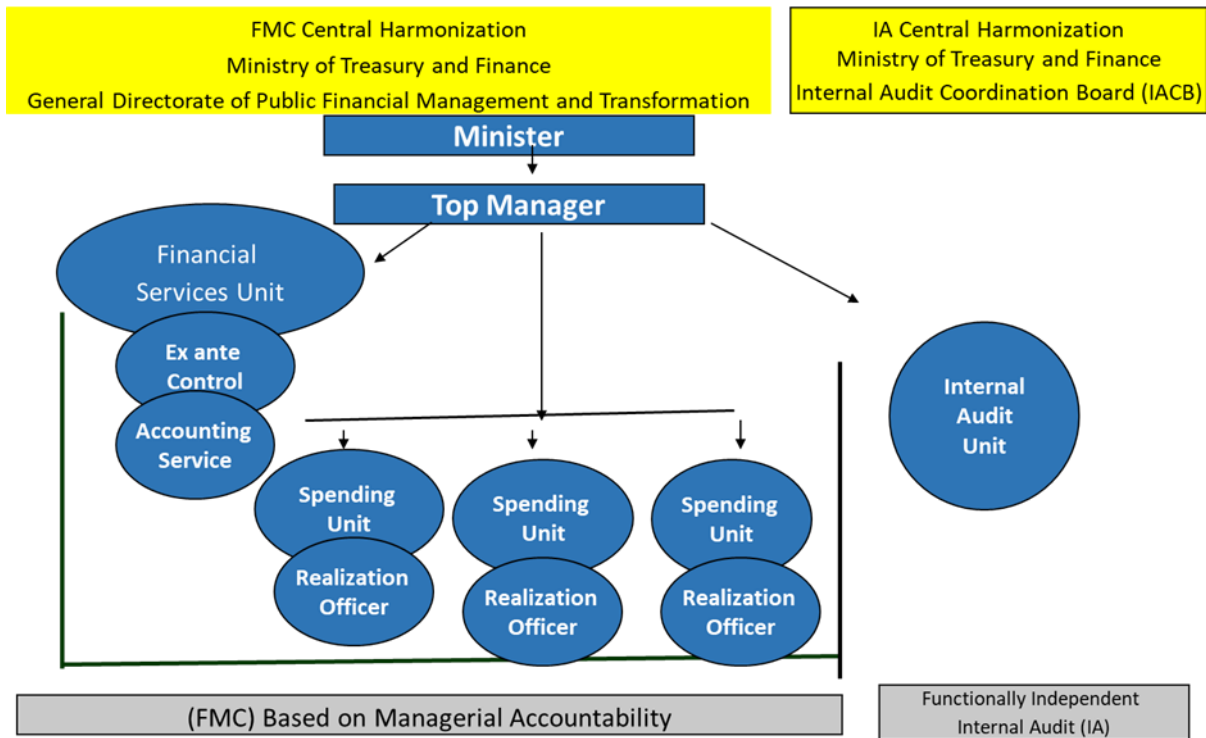 FMC Central Harmonization
Ministry of Treasury and Finance
General Directorate of Public Financial Management and Transformation
IA Central Harmonization
Ministry of Treasury and Finance
Internal Audit Coordination Board (IACB)
Minister
Top Manager
Financial
Services Unit
Ex ante
Control
Accounting
Service
Spending
Unit
Realization
Officer
Spending
Unit
Realization
Officer
Spending
Unit
Realization
Officer
Internal
Audit
Unit
(FMC) Based on Managerial Accountability
Functionally Independent
Internal Audit (IA)